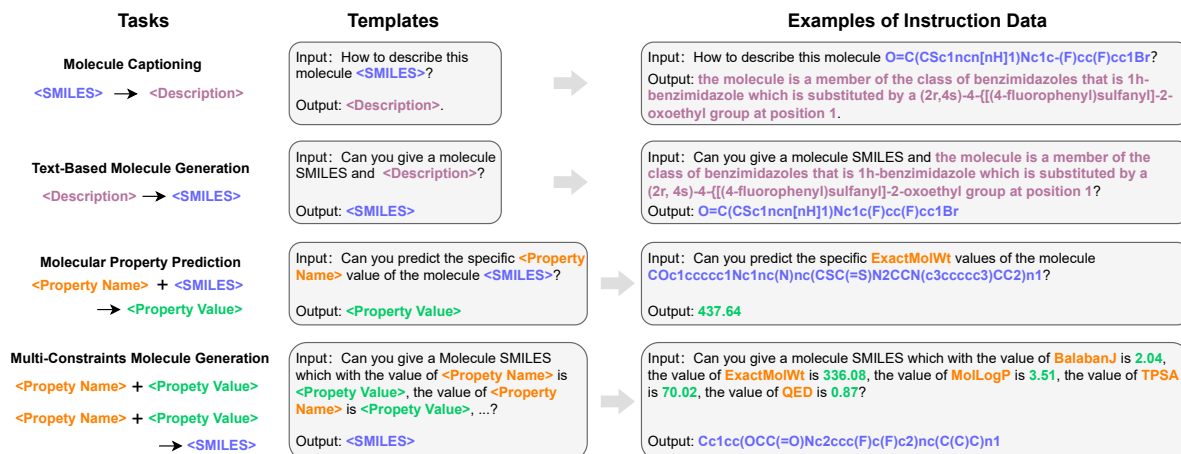 Tasks
Templates
Examples of Instruction Data
Molecule Captioning
<SMILES> → <Description>
Input: How to describe this
molecule <SMILES>?
Output: <Description>.
Input: How to describe this molecule O=C(CSc1ncn[nH]1)Nc1c-(F)cc(F)cc1Br?
Output: the molecule is a member of the class of benzimidazoles that is 1h-
benzimidazole which is substituted by a (2r,4s)-4-{[(4-fluorophenyl)sulfanyl]-2-
oxoethyl group at position 1.
Text-Based Molecule Generation
<Description> → <SMILES>
Input: Can you give a molecule
SMILES and <Description>?
Output: <SMILES>
Input: Can you give a molecule SMILES and the molecule is a member of the
class of benzimidazoles that is 1h-benzimidazole which is substituted by a
(2r, 4s)-4-{[(4-fluorophenyl)sulfanyl]-2-oxoethyl group at position 1?
Output: O=C(CSc1ncn[nH]1)Nc1c(F)cc(F)cc1Br
Molecular Property Prediction
<Property Name> + <SMILES>
→ <Property Value>
Input: Can you predict the specific <Property
Name> value of the molecule <SMILES>?
Output: <Property Value>
Input: Can you predict the specific ExactMolWt values of the molecule
COc1ccccc1Nc1nc(N)nc(CSC(=S)N2CCN(c3ccccc3)CC2)n1?
Output: 437.64
Multi-Constraints Molecule Generation
<Propety Name> + <Propety Value>
<Propety Name> + <Propety Value>
→ <SMILES>
Input: Can you give a Molecule SMILES
which with the value of <Propety Name> is
<Propety Value>, the value of <Propety
Name> is <Propety Value>, ...?
Output: <SMILES>
Input: Can you give a molecule SMILES which with the value of BalabanJ is 2.04,
the value of ExactMolWt is 336.08, the value of MolLogP is 3.51, the value of TPSA
is 70.02, the value of QED is 0.87?
Output: Cc1cc(OCC(=O)Nc2ccc(F)c(F)c2)nc(C(C)C)n1